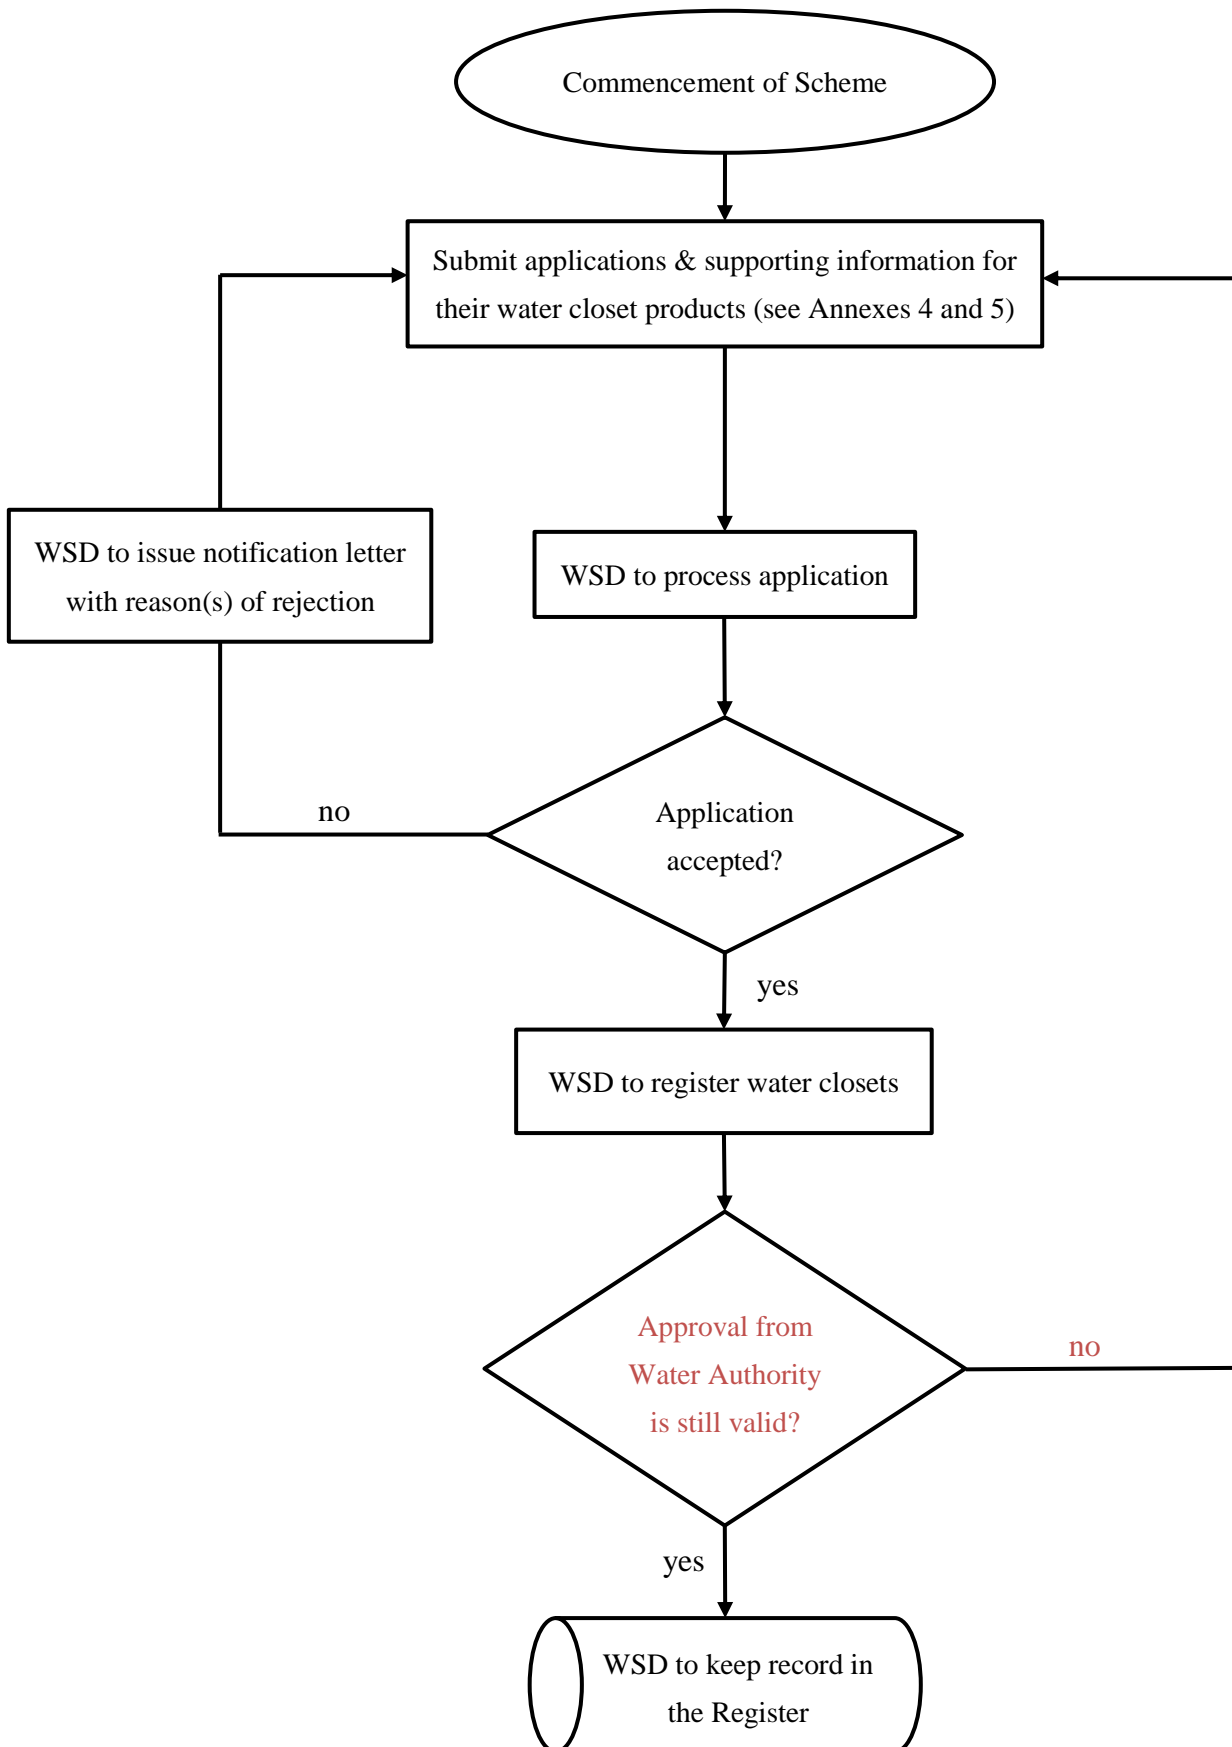 Commencement of Scheme
Submit applications & supporting information for
their water closet products (see Annexes 4 and 5)
WSD to issue notification letter
with reason(s) of rejection
WSD to process application
no
Application
accepted?
yes
WSD to register water closets
Approval from
Water Authority
is still valid?
no
yes
WSD to keep record in
the Register